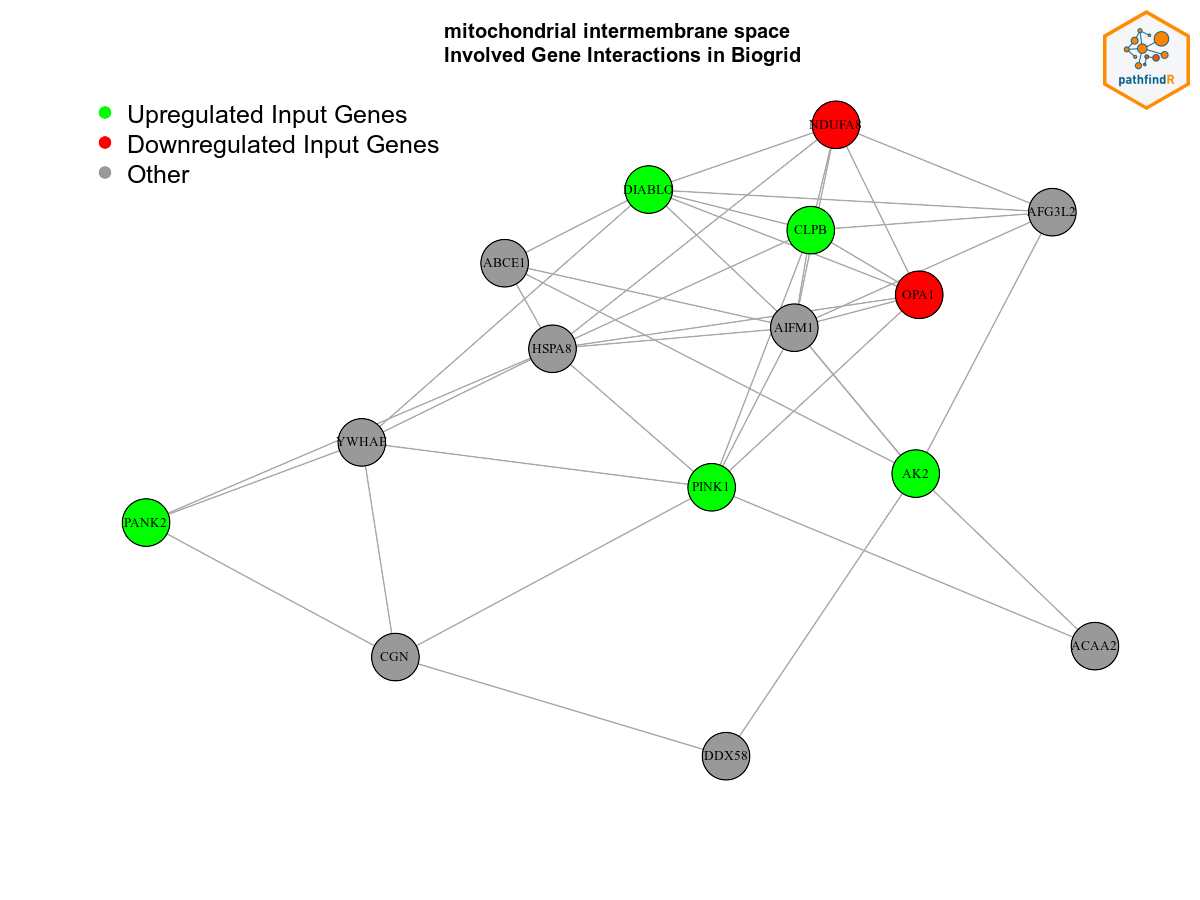 mitochondrial intermembrane space
Involved Gene Interactions in Biogrid
pathfindR
Upregulated Input Genes
Downregulated Input Genes
Other
NDUFA8
DIABLO
AFG3L2
CLPB
ABCE1
OPA1
AIFM1
HSPA8
YWHAE
AK2
PINK1
PANK2
ACAA2
CGN
DDX58